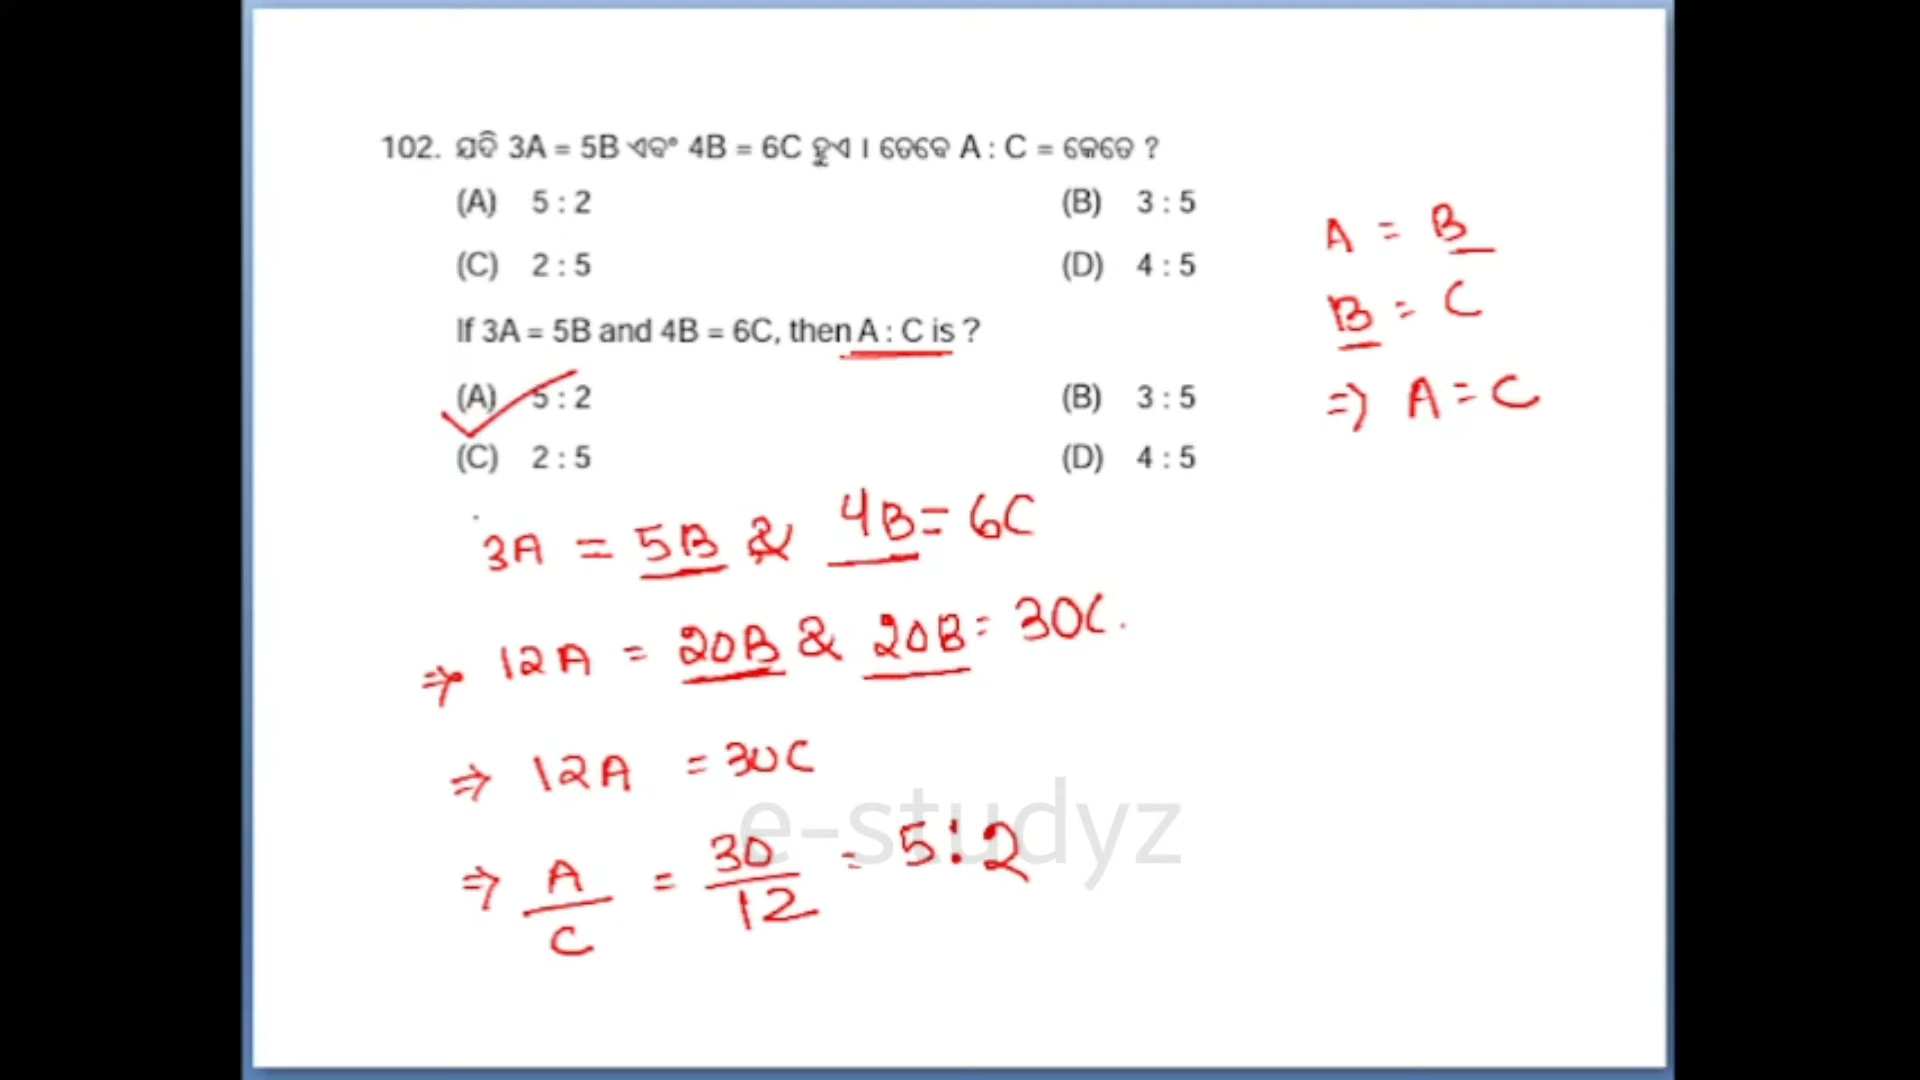 102. ଯଦି 3A = 5B ଏବଂ 4B = 6C ହୁଏ । ତେବେ A : C = କେତେ ?
(A) 5 : 2 (B) 3 : 5
(C) 2 : 5 (D) 4 : 5
If 3A = 5B and 4B = 6C, then A : C is ?
(A) 5 : 2 (B) 3 : 5
(C) 2 : 5 (D) 4 : 5
A = B
B = C
⇒ A = C
3A = 5B & 4B = 6C
⇒ 12A = 20B & 20B = 30C.
⇒ 12A = 30C
⇒ A/C = 30/12 = 5:2
e-studyz